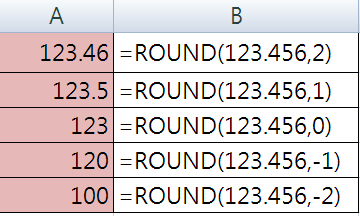 A B
123.46 =ROUND(123.456,2)
123.5 =ROUND(123.456,1)
123 =ROUND(123.456,0)
120 =ROUND(123.456,-1)
100 =ROUND(123.456,-2)